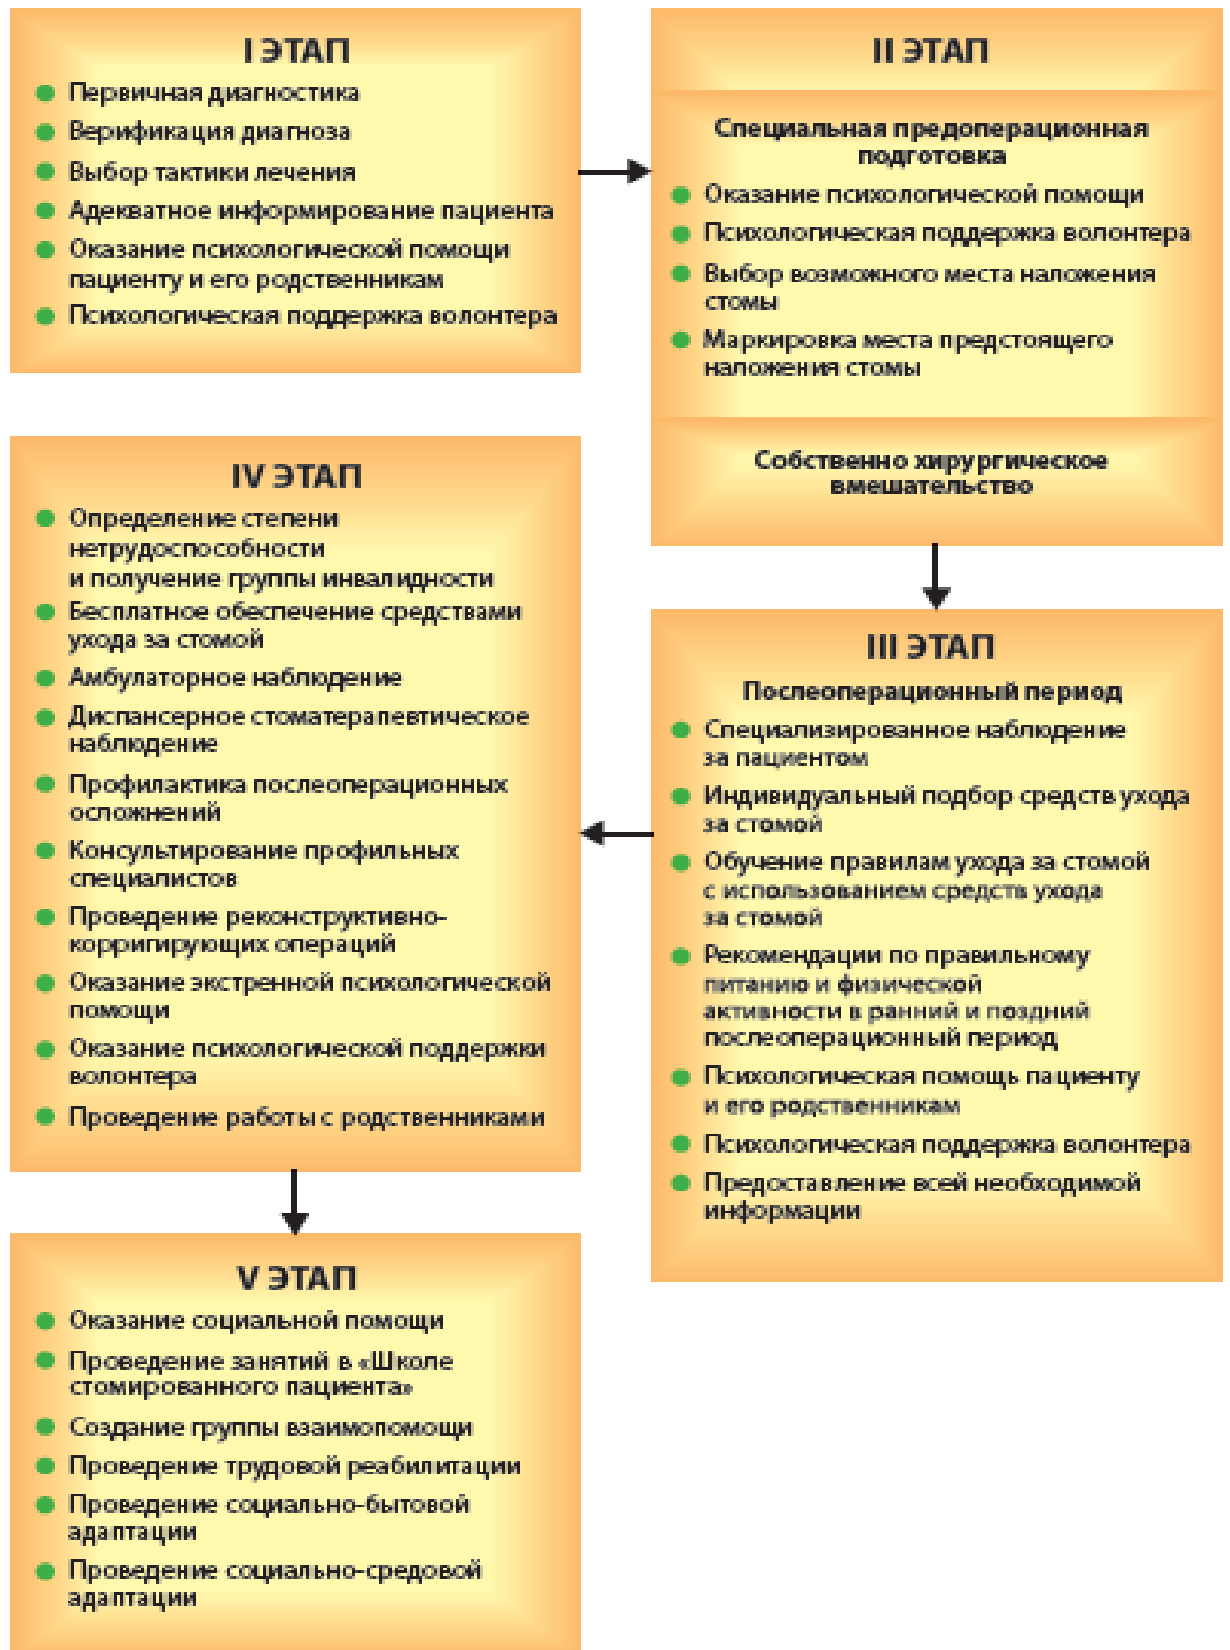 I ЭТАП
Первичная диагностика
Верификация диагноза
Выбор тактики лечения
Адекватное информирование пациента
Оказание психологической помощи
пациенту и его родственникам
Психологическая поддержка волонтера
II ЭТАП
Специальная предоперационная
подготовка
Оказание психологической помощи
Психологическая поддержка волонтера
Выбор возможного места наложения
стомы
Маркировка места предстоящего
наложения стомы
Собственно хирургическое
вмешательство
III ЭТАП
Послеоперационный период
Специализированное наблюдение
за пациентом
Индивидуальный подбор средств ухода
за стомой
Обучение правилам ухода за стомой
с использованием средств ухода
за стомой
Рекомендации по правильному
питанию и физической
активности в ранний и поздний
послеоперационный период
Психологическая помощь пациенту
и его родственникам
Психологическая поддержка волонтера
Предоставление всей необходимой
информации
IV ЭТАП
Определение степени
нетрудоспособности
и получение группы инвалидности
Бесплатное обеспечение средствами
ухода за стомой
Амбулаторное наблюдение
Диспансерное стоматерапевтическое
наблюдение
Профилактика послеоперационных
осложнений
Консультирование профильных
специалистов
Проведение реконструктивно-
корригирующих операций
Оказание экстренной психологической
помощи
Оказание психологической поддержки
волонтера
Проведение работы с родственниками
V ЭТАП
Оказание социальной помощи
Проведение занятий в «Школе
стомированного пациента»
Создание группы взаимопомощи
Проведение трудовой реабилитации
Проведение социально-бытовой
адаптации
Проведение социально-средовой
адаптации